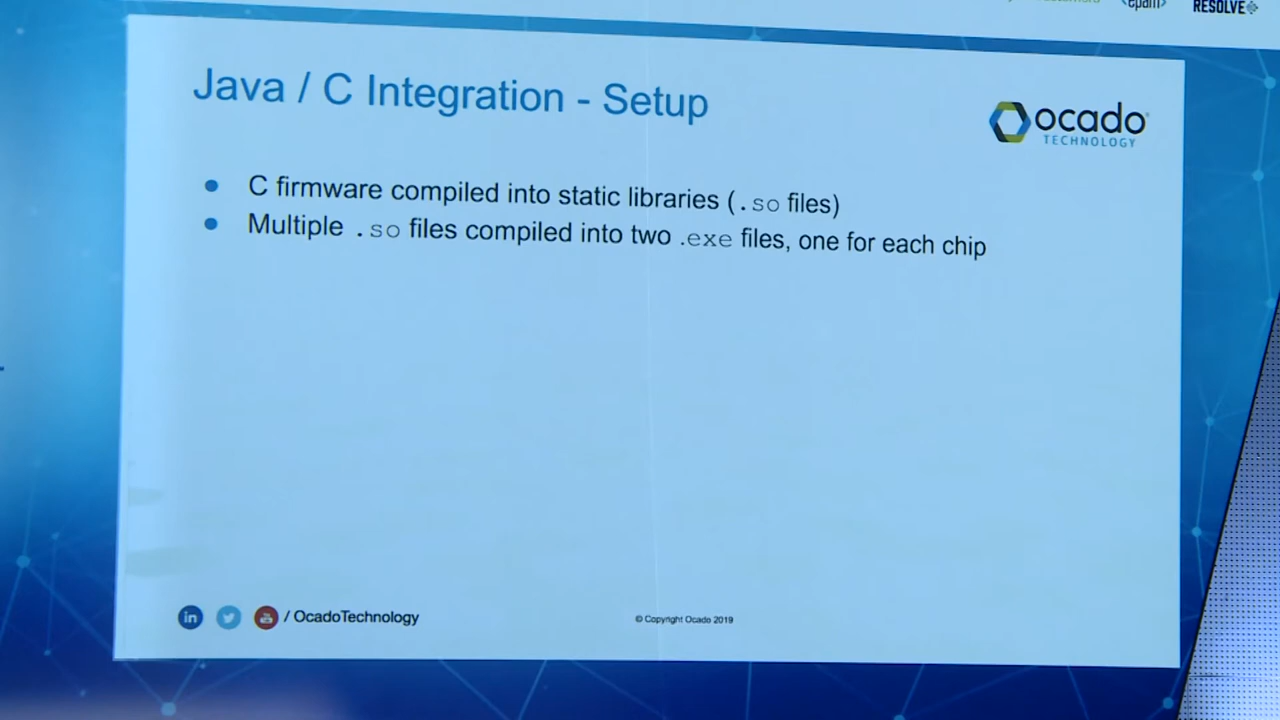 <epam>
RESOLVE
Java / C Integration - Setup
ocado
TECHNOLOGY
C firmware compiled into static libraries (.so files)
Multiple .so files compiled into two .exe files, one for each chip
in
/ OcadoTechnology
© Copyright Ocado 2019